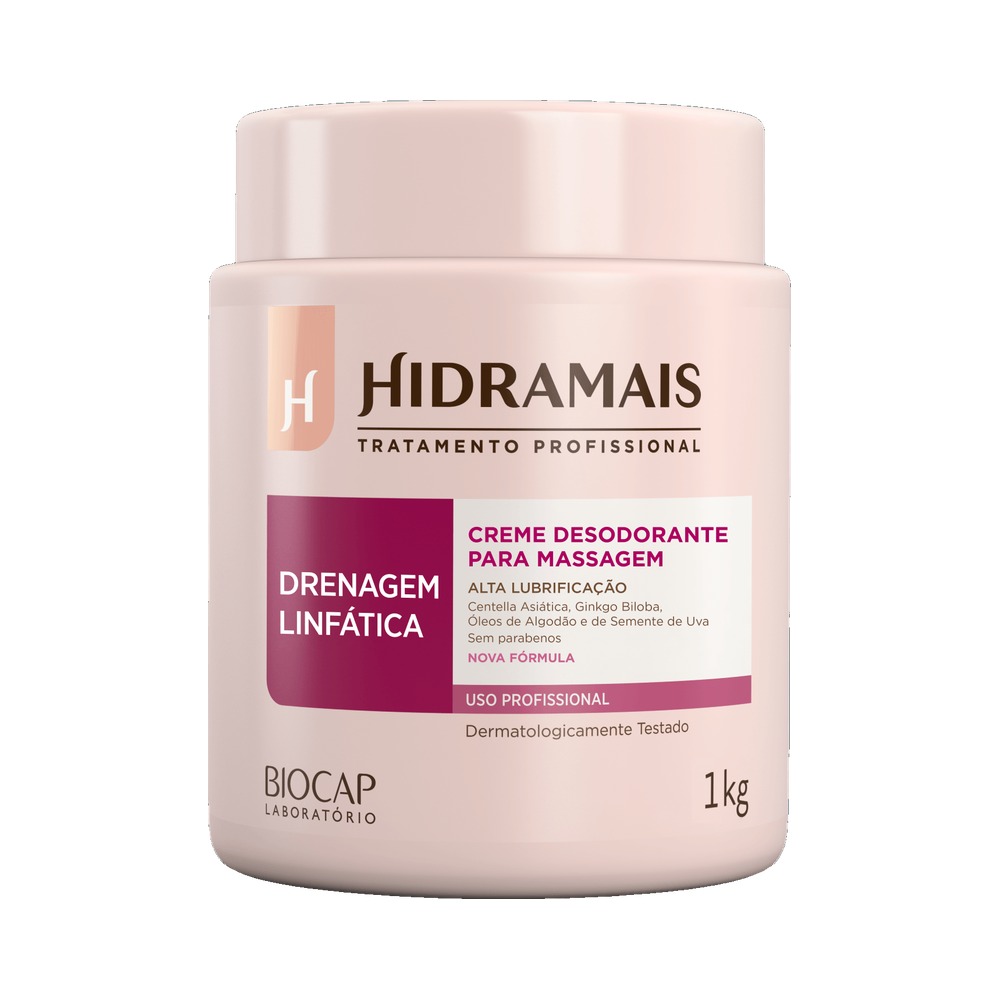 H
HIDRAMAIS
TRATAMENTO PROFISSIONAL
DRENAGEM
LINFÁTICA
CREME DESODORANTE
PARA MASSAGEM
ALTA LUBRIFICAÇÃO
Centella Asiática, Ginkgo Biloba,
Óleos de Algodão e de Semente de Uva
Sem parabenos
NOVA FÓRMULA
USO PROFISSIONAL
Dermatologicamente Testado
BIOCAP
LABORATÓRIO
1kg